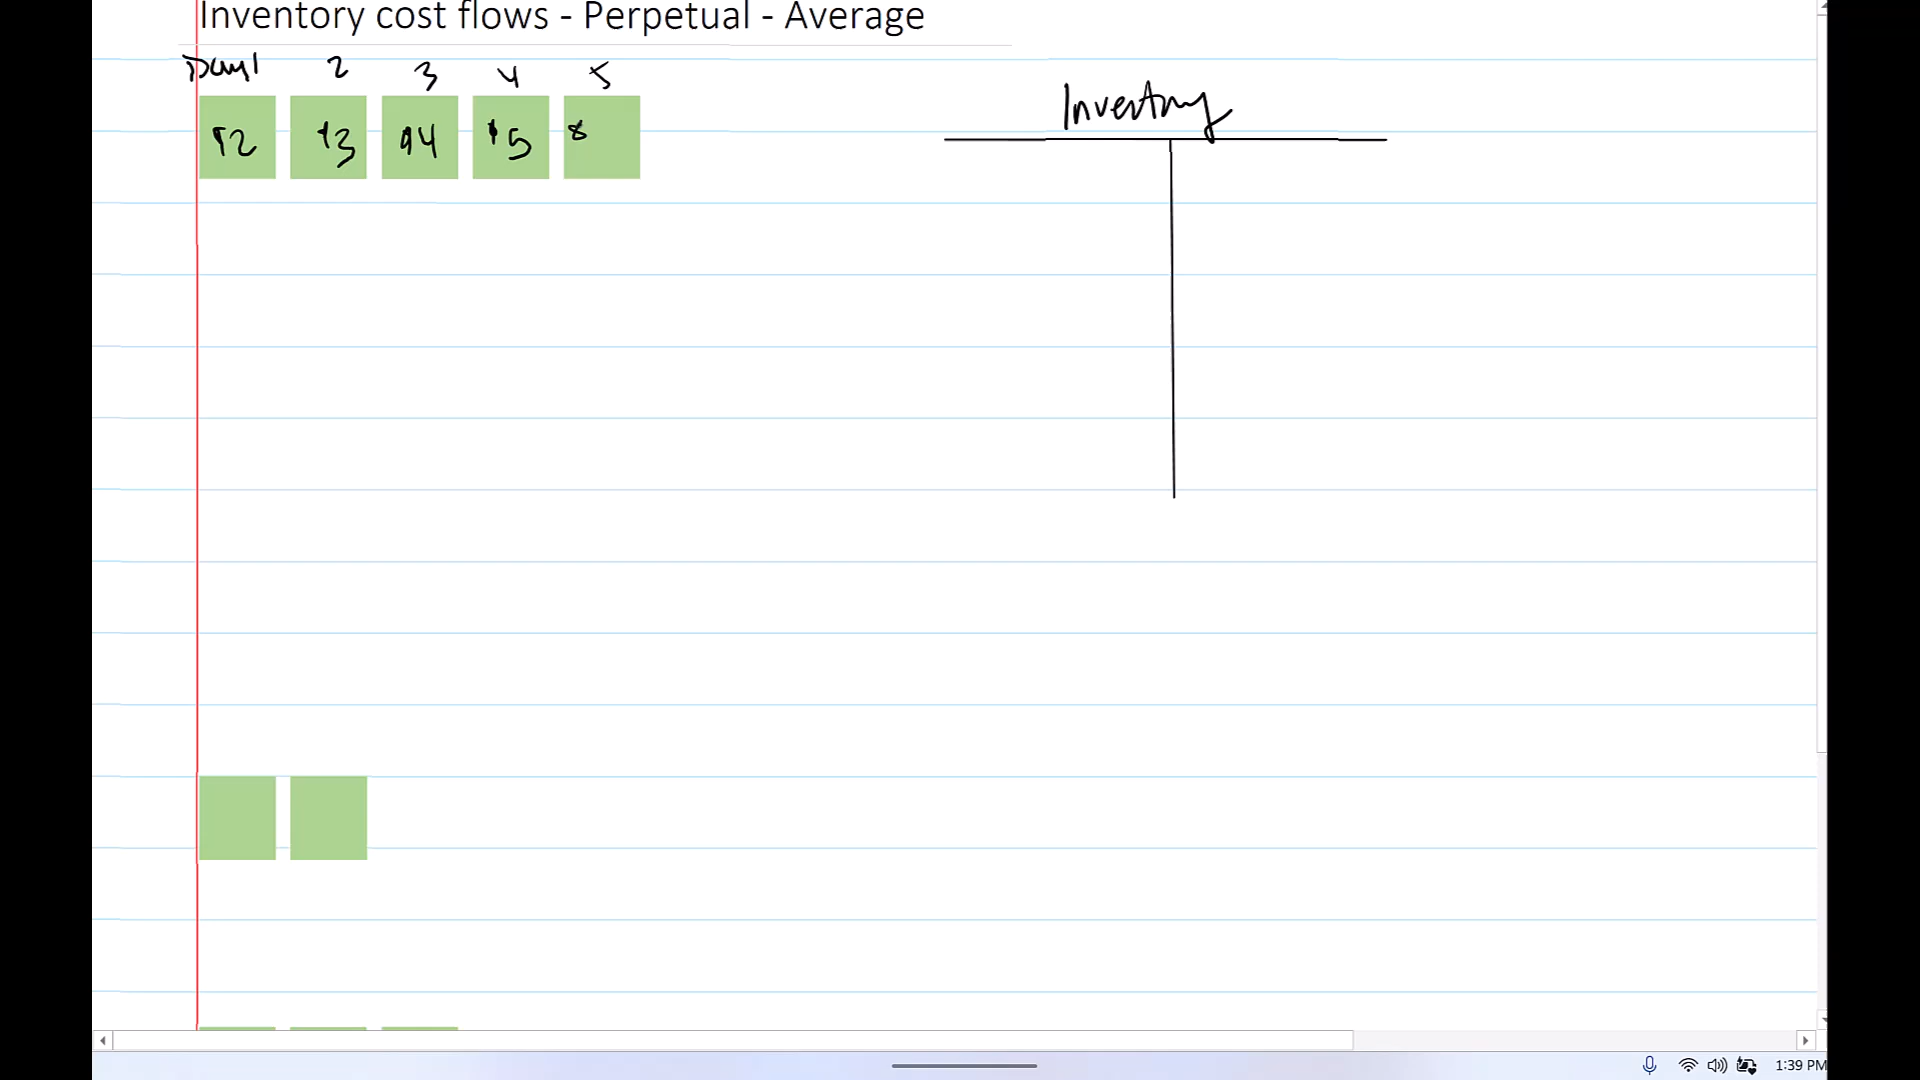 Inventory cost flows - Perpetual - Average
Day 1 2 3 4 5
$2 $3 $4 $5 $
Inventory
1:39 PM